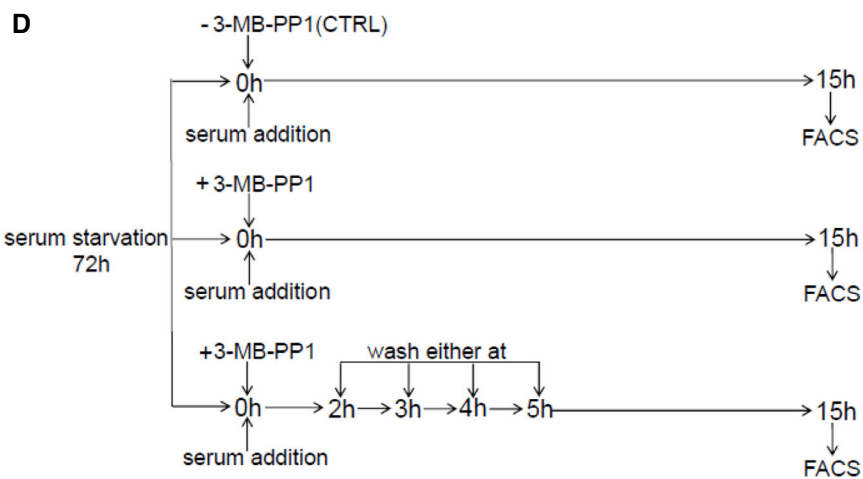 D
- 3-MB-PP1(CTRL)
0h
15h
serum addition
FACS
+ 3-MB-PP1
serum starvation
72h
0h
15h
serum addition
FACS
+3-MB-PP1
wash either at
0h
2h
3h
4h
5h
15h
serum addition
FACS